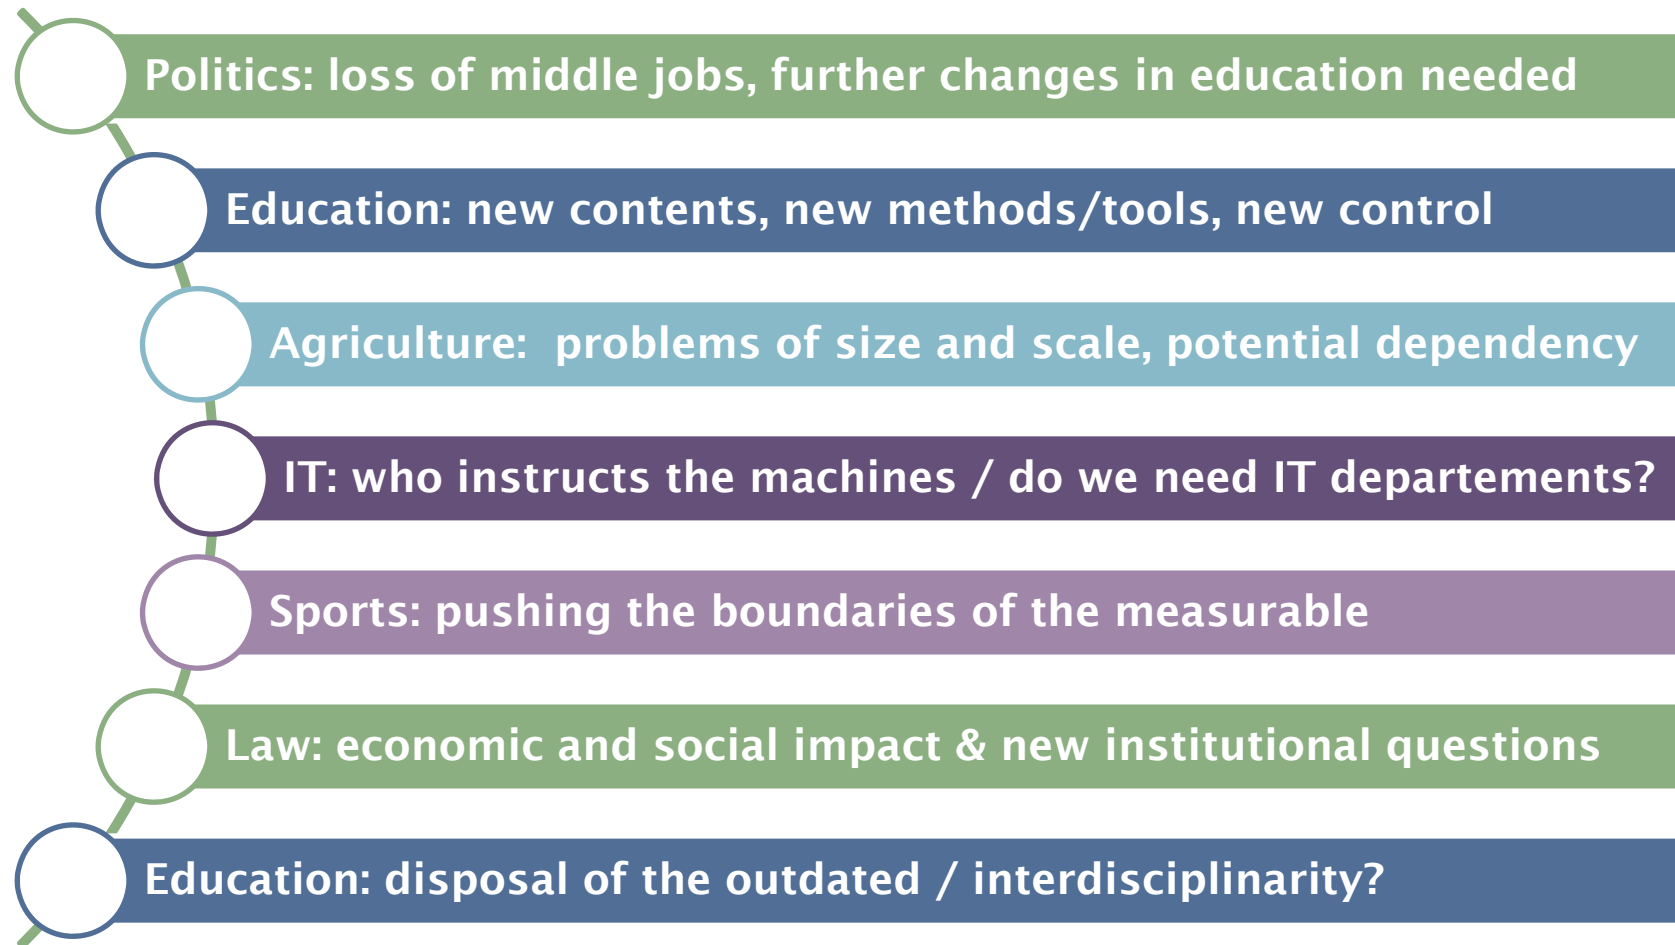 Politics: loss of middle jobs, further changes in education needed
Education: new contents, new methods/tools, new control
Agriculture:  problems of size and scale, potential dependency
IT: who instructs the machines / do we need IT departements?
Sports: pushing the boundaries of the measurable
Law: economic and social impact & new institutional questions
Education: disposal of the outdated / interdisciplinarity?